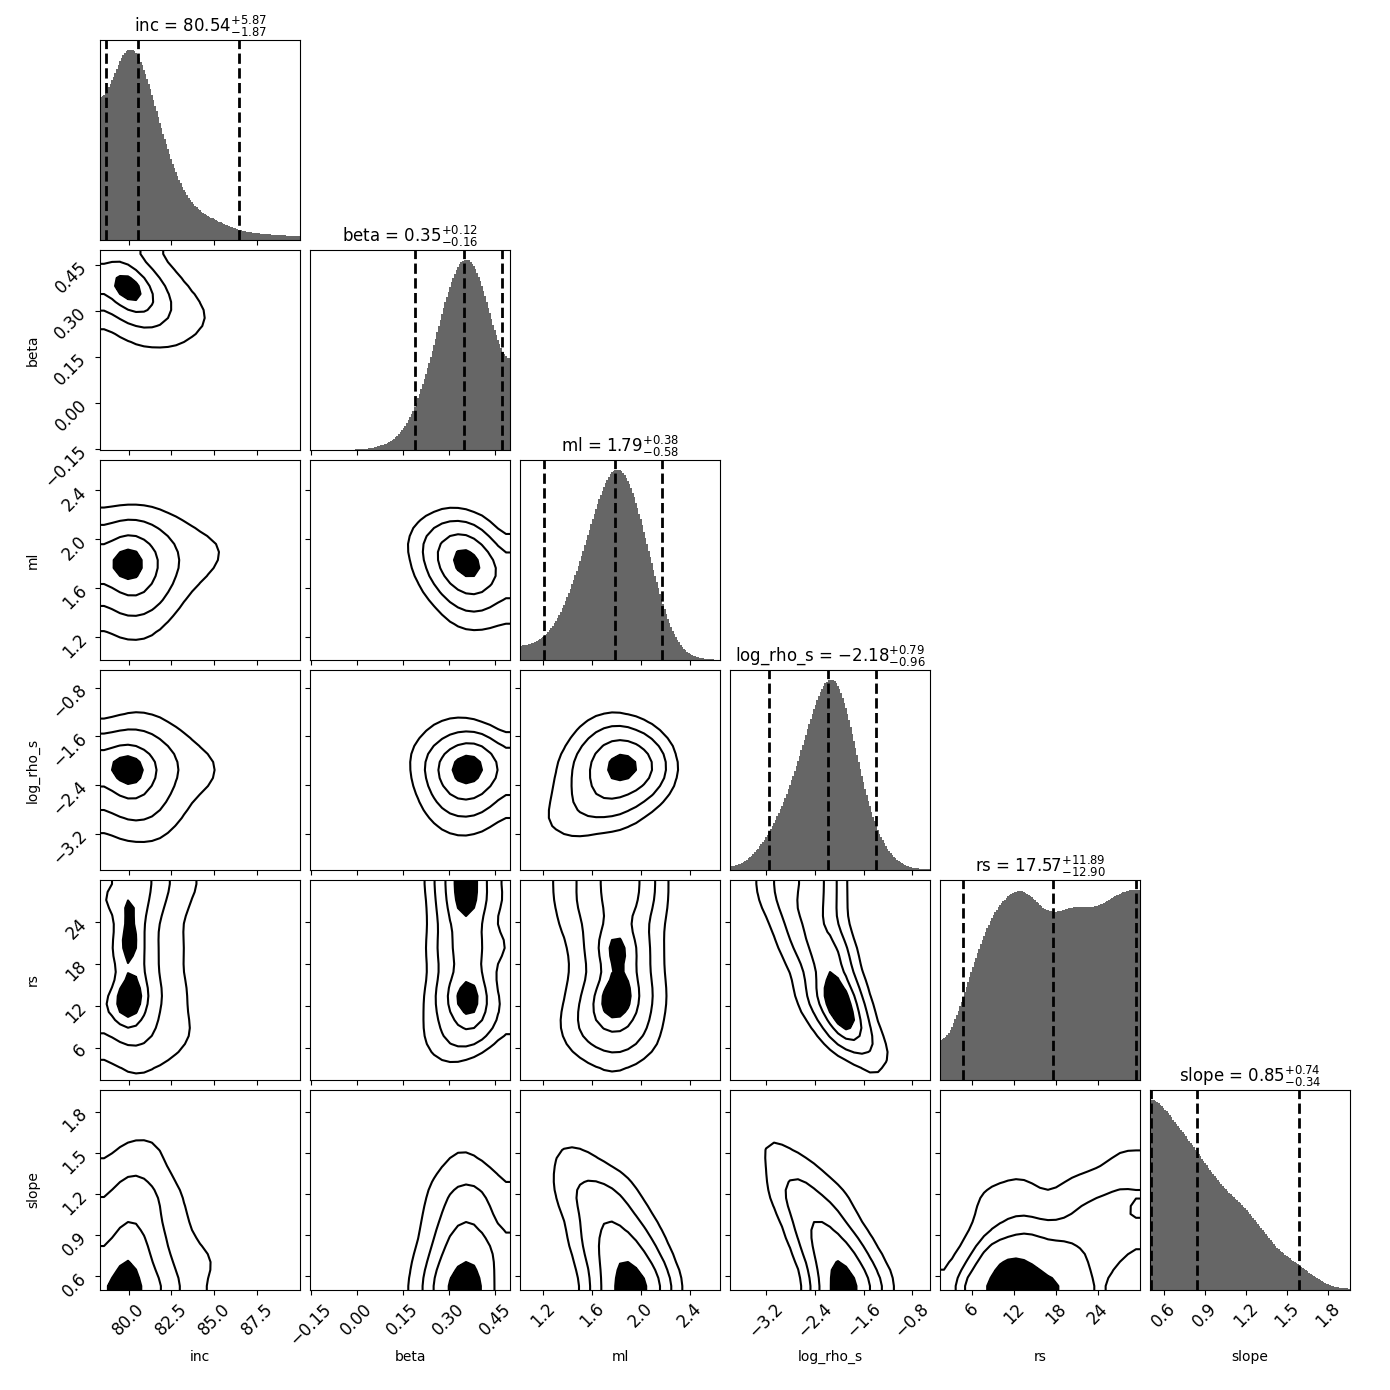 inc = 80.54 +5.87 −1.87
beta = 0.35 +0.12 −0.16
beta
0.45
0.30
0.15
0.00
−0.15
ml = 1.79 +0.38 −0.58
ml
2.4
2.0
1.6
1.2
log_rho_s = −2.18 +0.79 −0.96
log_rho_s
−0.8
−1.6
−2.4
−3.2
rs = 17.57 +11.89 −12.90
rs
24
18
12
6
slope = 0.85 +0.74 −0.34
slope
1.8
1.5
1.2
0.9
0.6
80.0 82.5 85.0 87.5
−0.15 0.00 0.15 0.30 0.45
1.2 1.6 2.0 2.4
−3.2 −2.4 −1.6 −0.8
6 12 18 24
0.6 0.9 1.2 1.5 1.8
inc beta ml log_rho_s rs slope